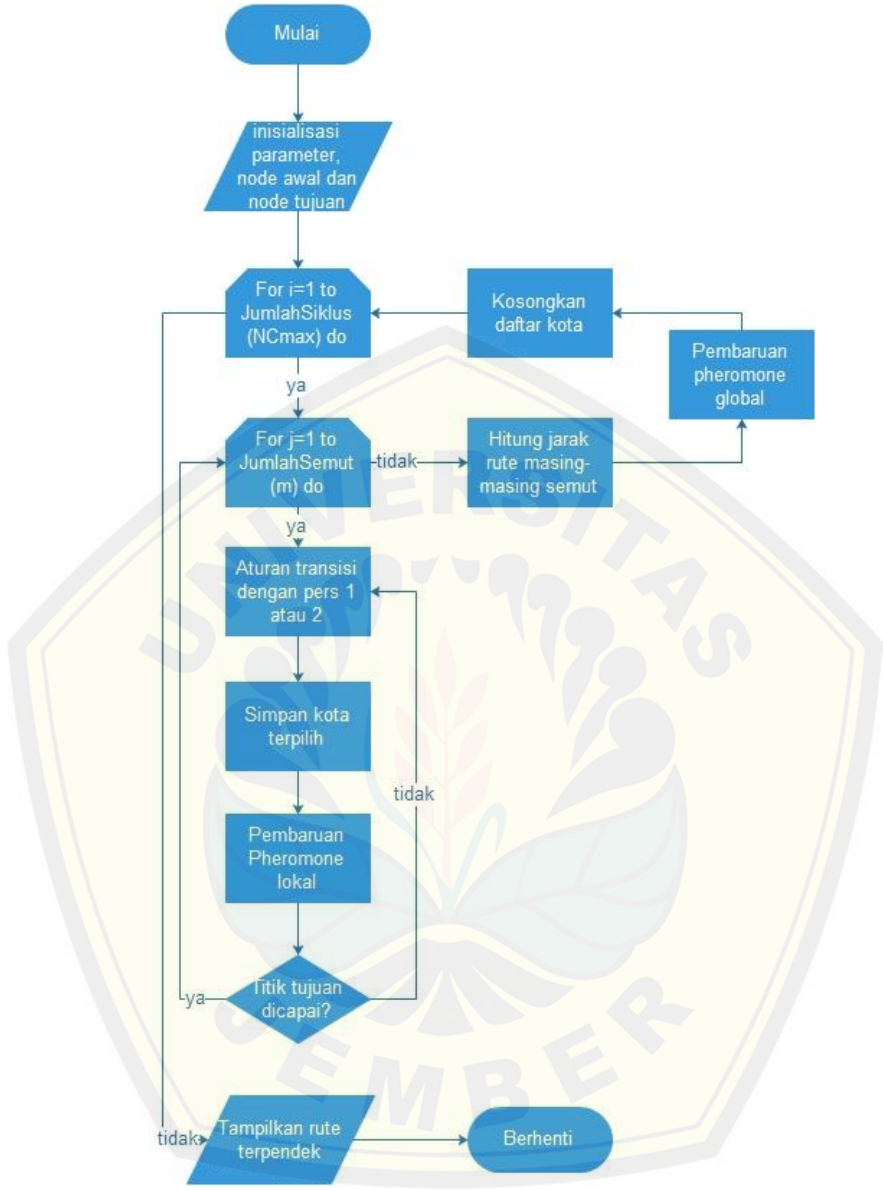 Mulai
inisialisasi
parameter,
node awal dan
node tujuan
For i=1 to
JumlahSiklus
(NCmax) do
Kosongkan
daftar kota
Pembaruan
pheromone
global
ya
For j=1 to
JumlahSemut
(m) do
tidak
Hitung jarak
rute masing-
masing semut
ya
Aturan transisi
dengan pers 1
atau 2
Simpan kota
terpilih
tidak
Pembaruan
Pheromone
lokal
Titik tujuan
dicapai?
ya
tidak
Tampilkan rute
terpendek
Berhenti
UNIVERSITAS
JEMBER